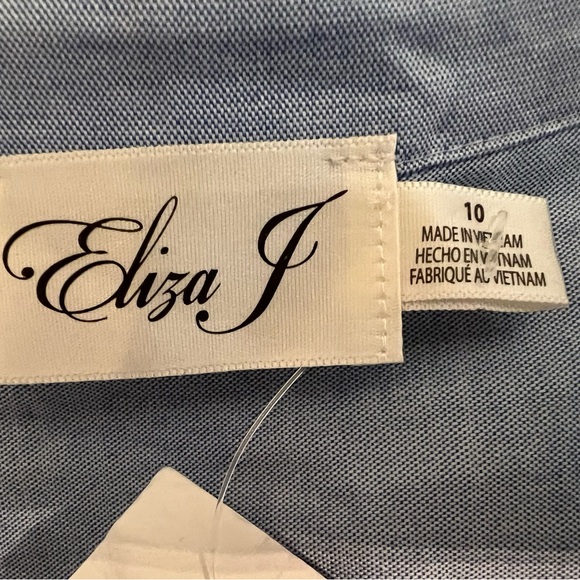 Eliza J
10
MADE IN VIETNAM
HECHO EN VIETNAM
FABRIQUÉ AU VIETNAM